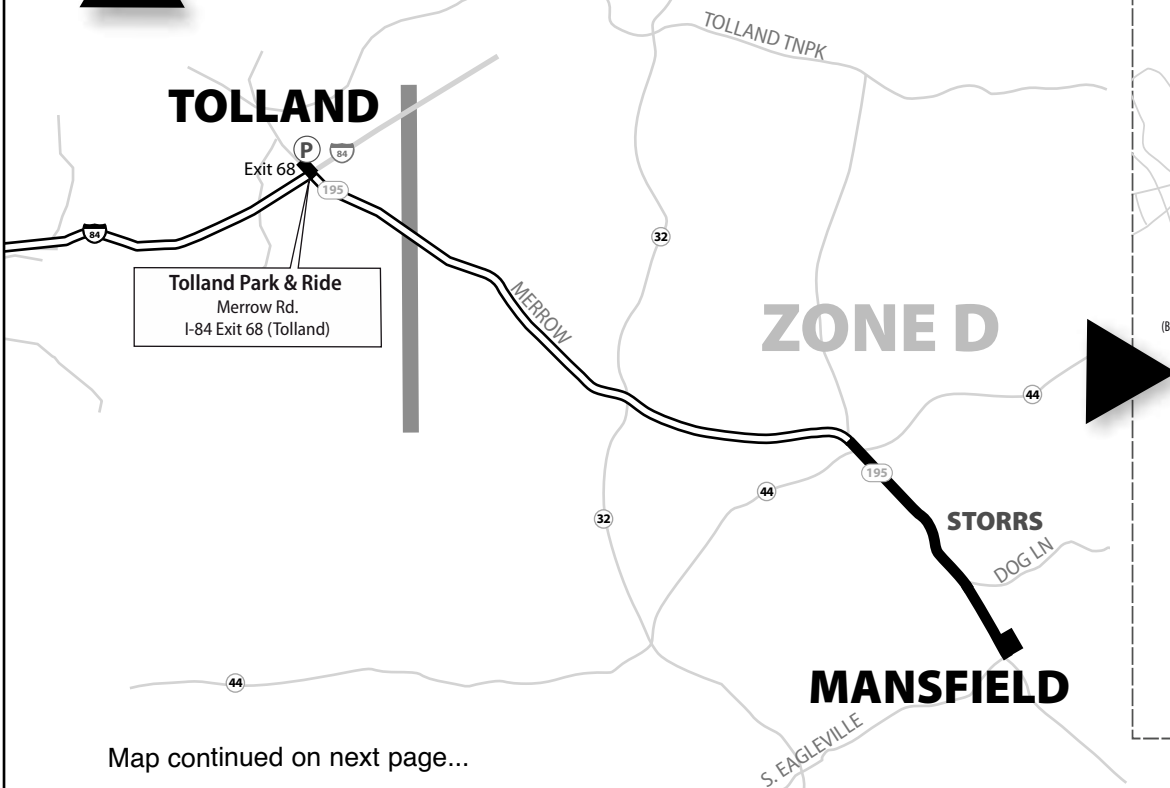 TOLLAND TNPK
TOLLAND
P
84
Exit 68
195
84
32
Tolland Park & Ride
Merrow Rd.
I-84 Exit 68 (Tolland)
MERROW
ZONE D
(B
44
195
44
32
STORRS
DOG LN
44
MANSFIELD
S. EAGLEVILLE
Map continued on next page...